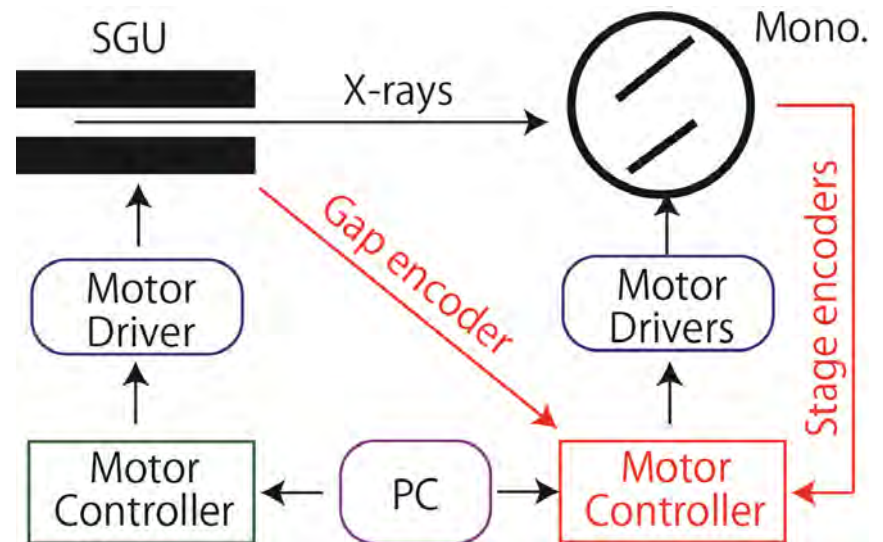 SGU
Mono.
X-rays
Gap encoder
Stage encoders
Motor
Driver
Motor
Drivers
Motor
Controller
PC
Motor
Controller